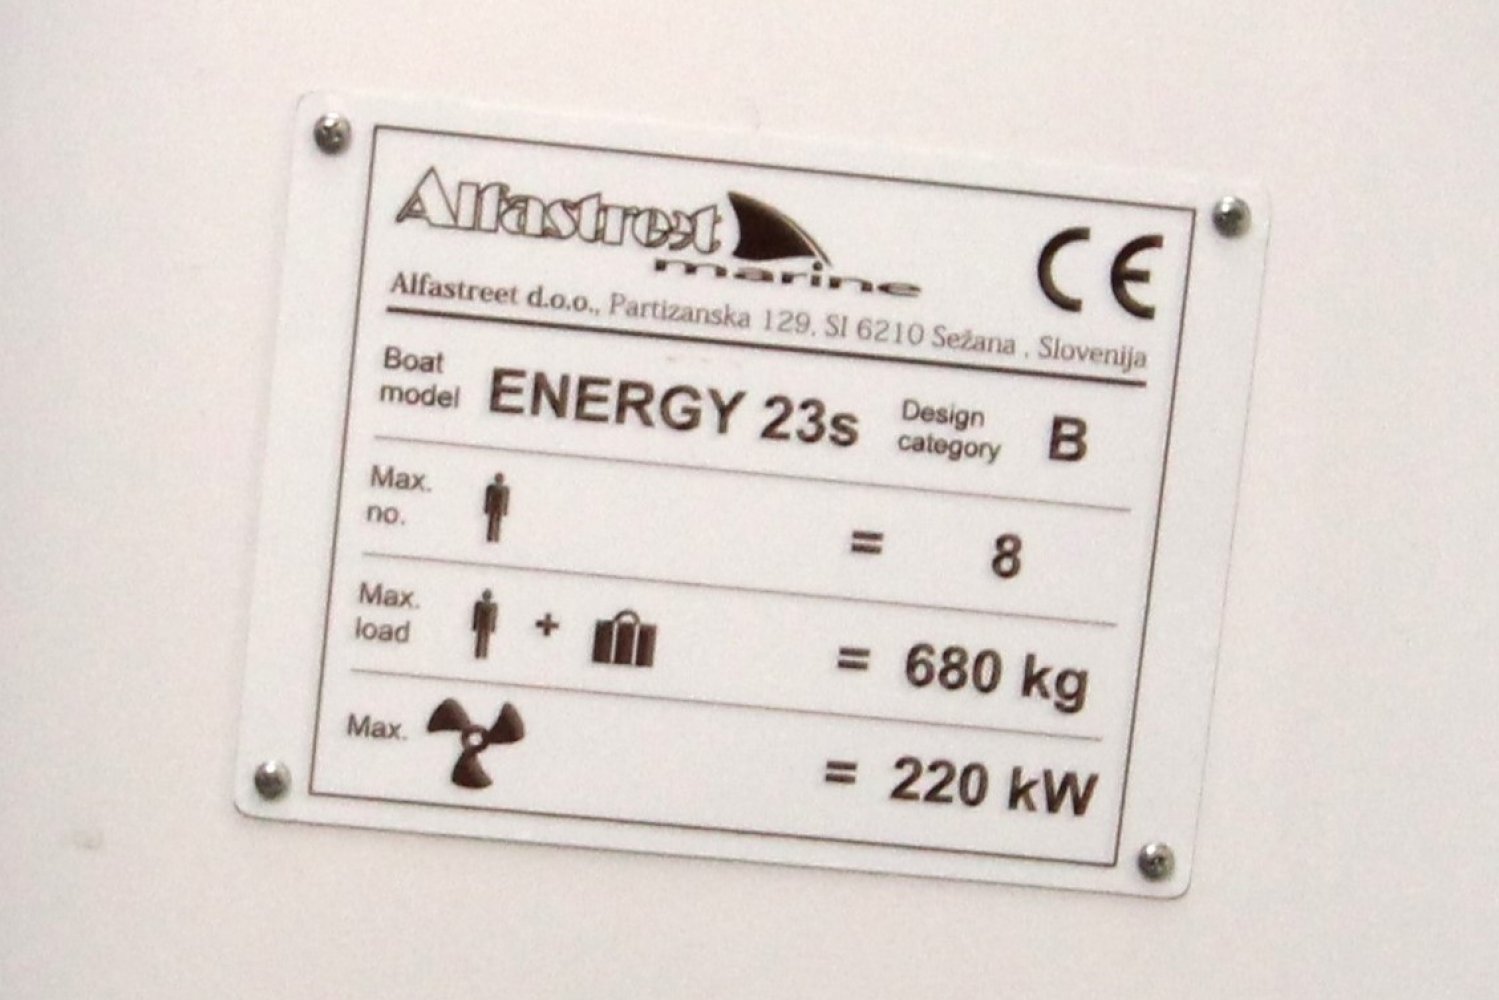 Alfastreet
marine
CE
Alfastreet d.o.o., Partizanska 129, SI 6210 Sežana , Slovenija
Boat model ENERGY 23s Design category B
Max. no. = 8
Max. load + = 680 kg
Max. = 220 kW